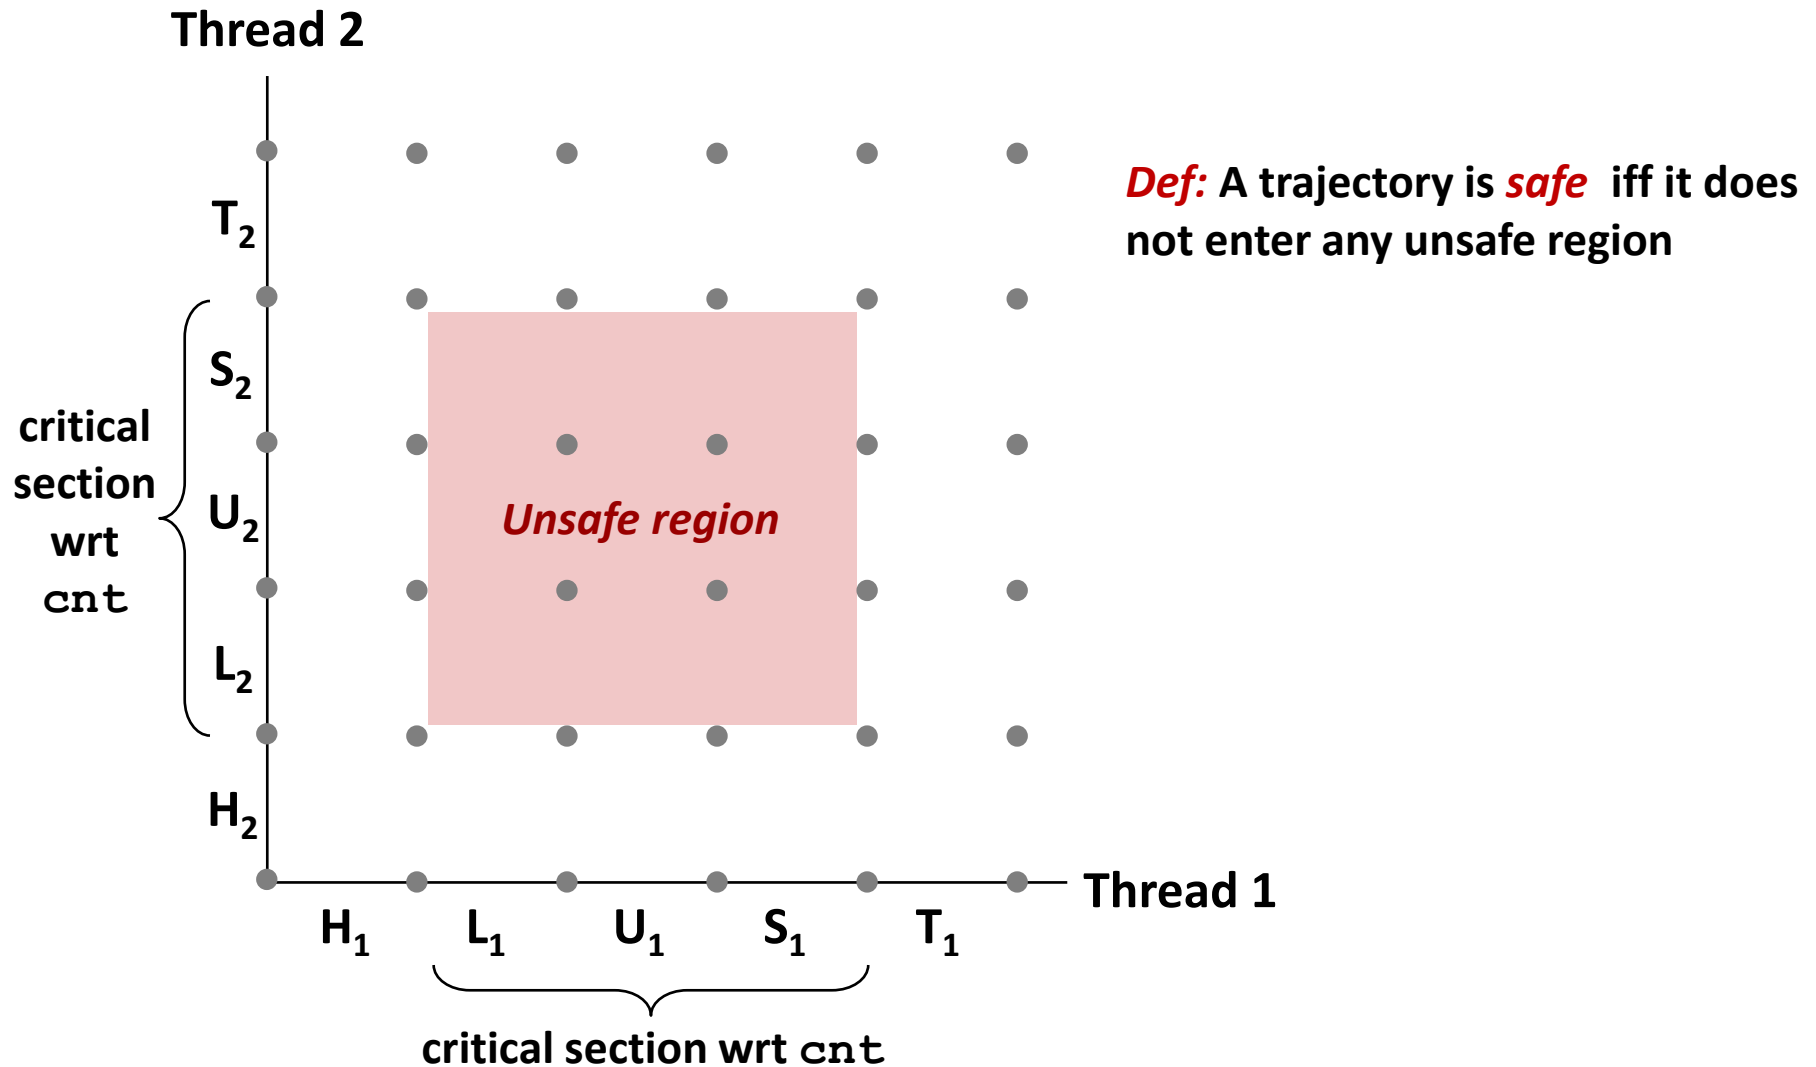 Thread 2
Def: A trajectory is safe iff it does
not enter any unsafe region
T2
S2
critical
section
wrt
cnt
U2
Unsafe region
L2
H2
Thread 1
H1 L1 U1 S1 T1
critical section wrt cnt